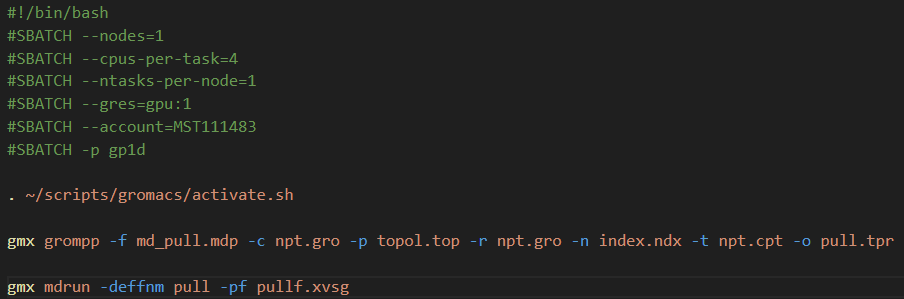 #!/bin/bash
#SBATCH --nodes=1
#SBATCH --cpus-per-task=4
#SBATCH --ntasks-per-node=1
#SBATCH --gres=gpu:1
#SBATCH --account=MST111483
#SBATCH -p gp1d
. ~/scripts/gromacs/activate.sh
gmx grompp -f md_pull.mdp -c npt.gro -p topol.top -r npt.gro -n index.ndx -t npt.cpt -o pull.tpr
gmx mdrun -deffnm pull -pf pullf.xvsg